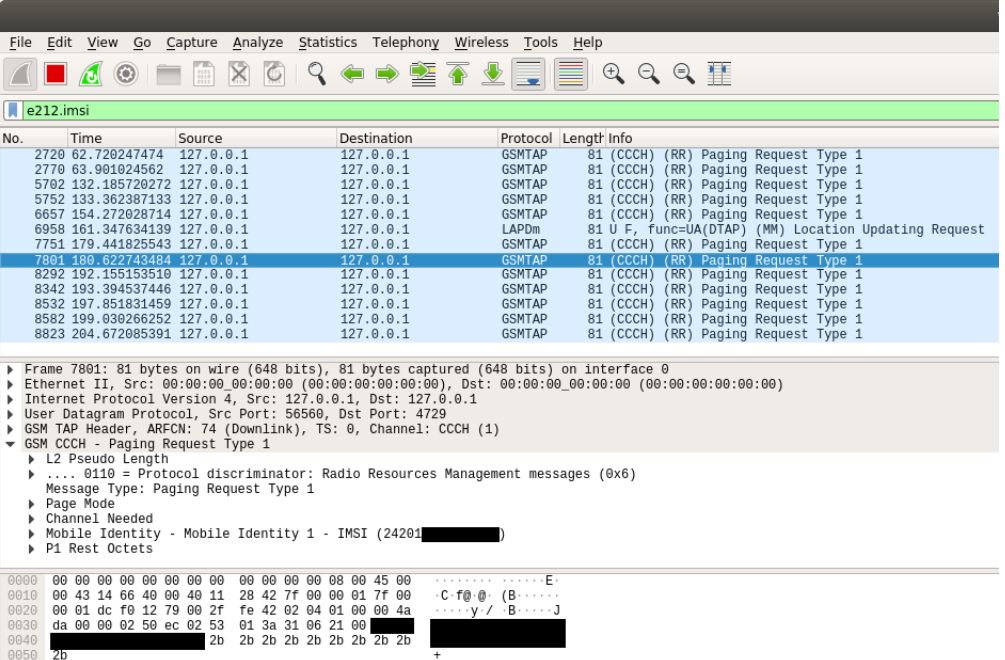 File Edit View Go Capture Analyze Statistics Telephony Wireless Tools Help
e212.imsi
No. Time Source Destination Protocol Length Info
2720 62.720247474 127.0.0.1 127.0.0.1 GSMTAP 81 (CCCH) (RR) Paging Request Type 1
2770 63.901024562 127.0.0.1 127.0.0.1 GSMTAP 81 (CCCH) (RR) Paging Request Type 1
5702 132.185720272 127.0.0.1 127.0.0.1 GSMTAP 81 (CCCH) (RR) Paging Request Type 1
5752 133.362387133 127.0.0.1 127.0.0.1 GSMTAP 81 (CCCH) (RR) Paging Request Type 1
6657 154.272028714 127.0.0.1 127.0.0.1 GSMTAP 81 (CCCH) (RR) Paging Request Type 1
6958 161.347634139 127.0.0.1 127.0.0.1 LAPDm 81 U F, func=UA(DTAP) (MM) Location Updating Request
7751 179.441825543 127.0.0.1 127.0.0.1 GSMTAP 81 (CCCH) (RR) Paging Request Type 1
7801 180.622743484 127.0.0.1 127.0.0.1 GSMTAP 81 (CCCH) (RR) Paging Request Type 1
8292 192.155153510 127.0.0.1 127.0.0.1 GSMTAP 81 (CCCH) (RR) Paging Request Type 1
8342 193.394537446 127.0.0.1 127.0.0.1 GSMTAP 81 (CCCH) (RR) Paging Request Type 1
8532 197.851831459 127.0.0.1 127.0.0.1 GSMTAP 81 (CCCH) (RR) Paging Request Type 1
8582 199.030266252 127.0.0.1 127.0.0.1 GSMTAP 81 (CCCH) (RR) Paging Request Type 1
8823 204.672085391 127.0.0.1 127.0.0.1 GSMTAP 81 (CCCH) (RR) Paging Request Type 1
Frame 7801: 81 bytes on wire (648 bits), 81 bytes captured (648 bits) on interface 0
Ethernet II, Src: 00:00:00_00:00:00 (00:00:00:00:00:00), Dst: 00:00:00_00:00:00 (00:00:00:00:00:00)
Internet Protocol Version 4, Src: 127.0.0.1, Dst: 127.0.0.1
User Datagram Protocol, Src Port: 56560, Dst Port: 4729
GSM TAP Header, ARFCN: 74 (Downlink), TS: 0, Channel: CCCH (1)
GSM CCCH - Paging Request Type 1
L2 Pseudo Length
.... 0110 = Protocol discriminator: Radio Resources Management messages (0x6)
Message Type: Paging Request Type 1
Page Mode
Channel Needed
Mobile Identity - Mobile Identity 1 - IMSI (24201 )
P1 Rest Octets
0000 00 00 00 00 00 00 00 00 00 00 00 00 08 00 45 00 ········ ······E·
0010 00 43 14 66 40 00 40 11 28 42 7f 00 00 01 7f 00 ·C·f@·@· (B······
0020 00 01 dc f0 12 79 00 2f fe 42 02 04 01 00 00 4a ·····y·/ ·B·····J
0030 da 00 00 02 50 ec 02 53 01 3a 31 06 21 00
0040 2b 2b 2b 2b 2b 2b 2b 2b
0050 2b +